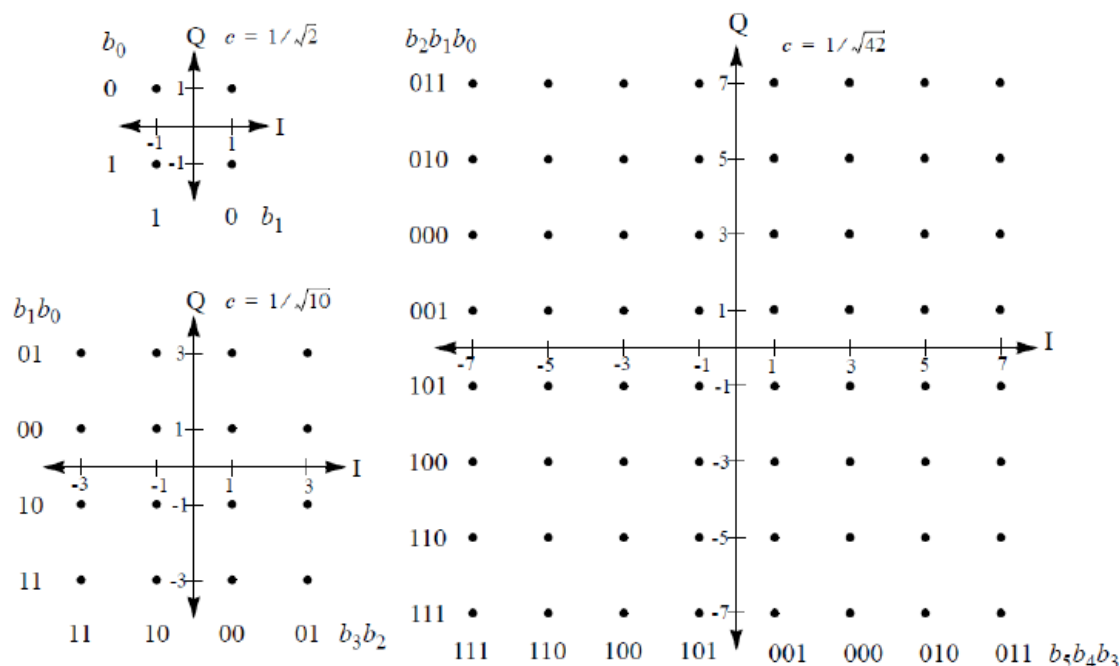 b₀ Q c = 1/√2
0 1
I
-1 1
1 -1
1 0 b₁
b₁b₀ Q c = 1/√10
01 3
00 1
I
-3 -1 1 3
10 -1
11 -3
11 10 00 01 b₃b₂
b₂b₁b₀ Q c = 1/√42
011 7
010 5
000 3
001 1
I
-7 -5 -3 -1 1 3 5 7
101 -1
100 -3
110 -5
111 -7
111 110 100 101 001 000 010 011 b₅b₄b₃